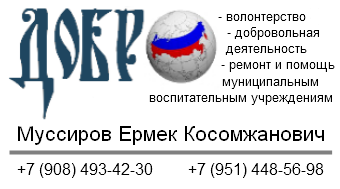 ДОБРО
- волонтерство
- добровольная
деятельность
- ремонт и помощь
муниципальным
воспитательным учреждениям
Муссиров Ермек Косомжанович
+7 (908) 493-42-30 +7 (951) 448-56-98